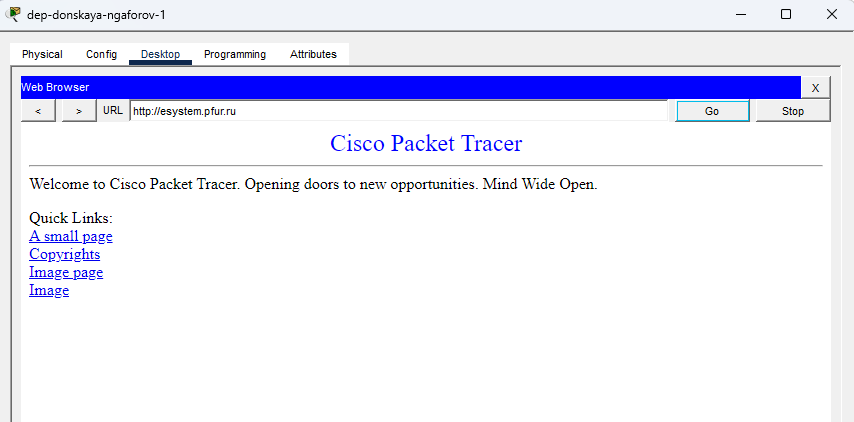 dep-donskaya-ngaforov-1
Physical Config Desktop Programming Attributes
Web Browser X
< > URL http://esystem.pfur.ru Go Stop
Cisco Packet Tracer
Welcome to Cisco Packet Tracer. Opening doors to new opportunities. Mind Wide Open.
Quick Links:
A small page
Copyrights
Image page
Image